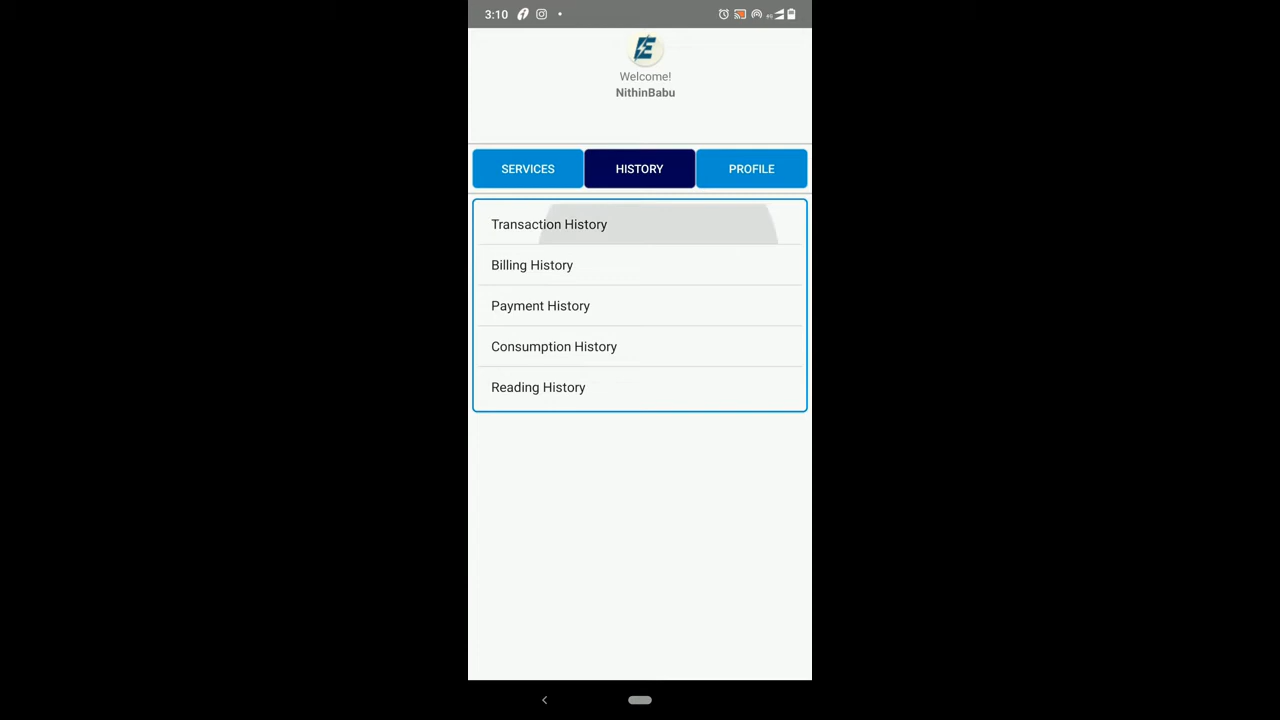 3:10
E
Welcome!
NithinBabu
SERVICES
HISTORY
PROFILE
Transaction History
Billing History
Payment History
Consumption History
Reading History